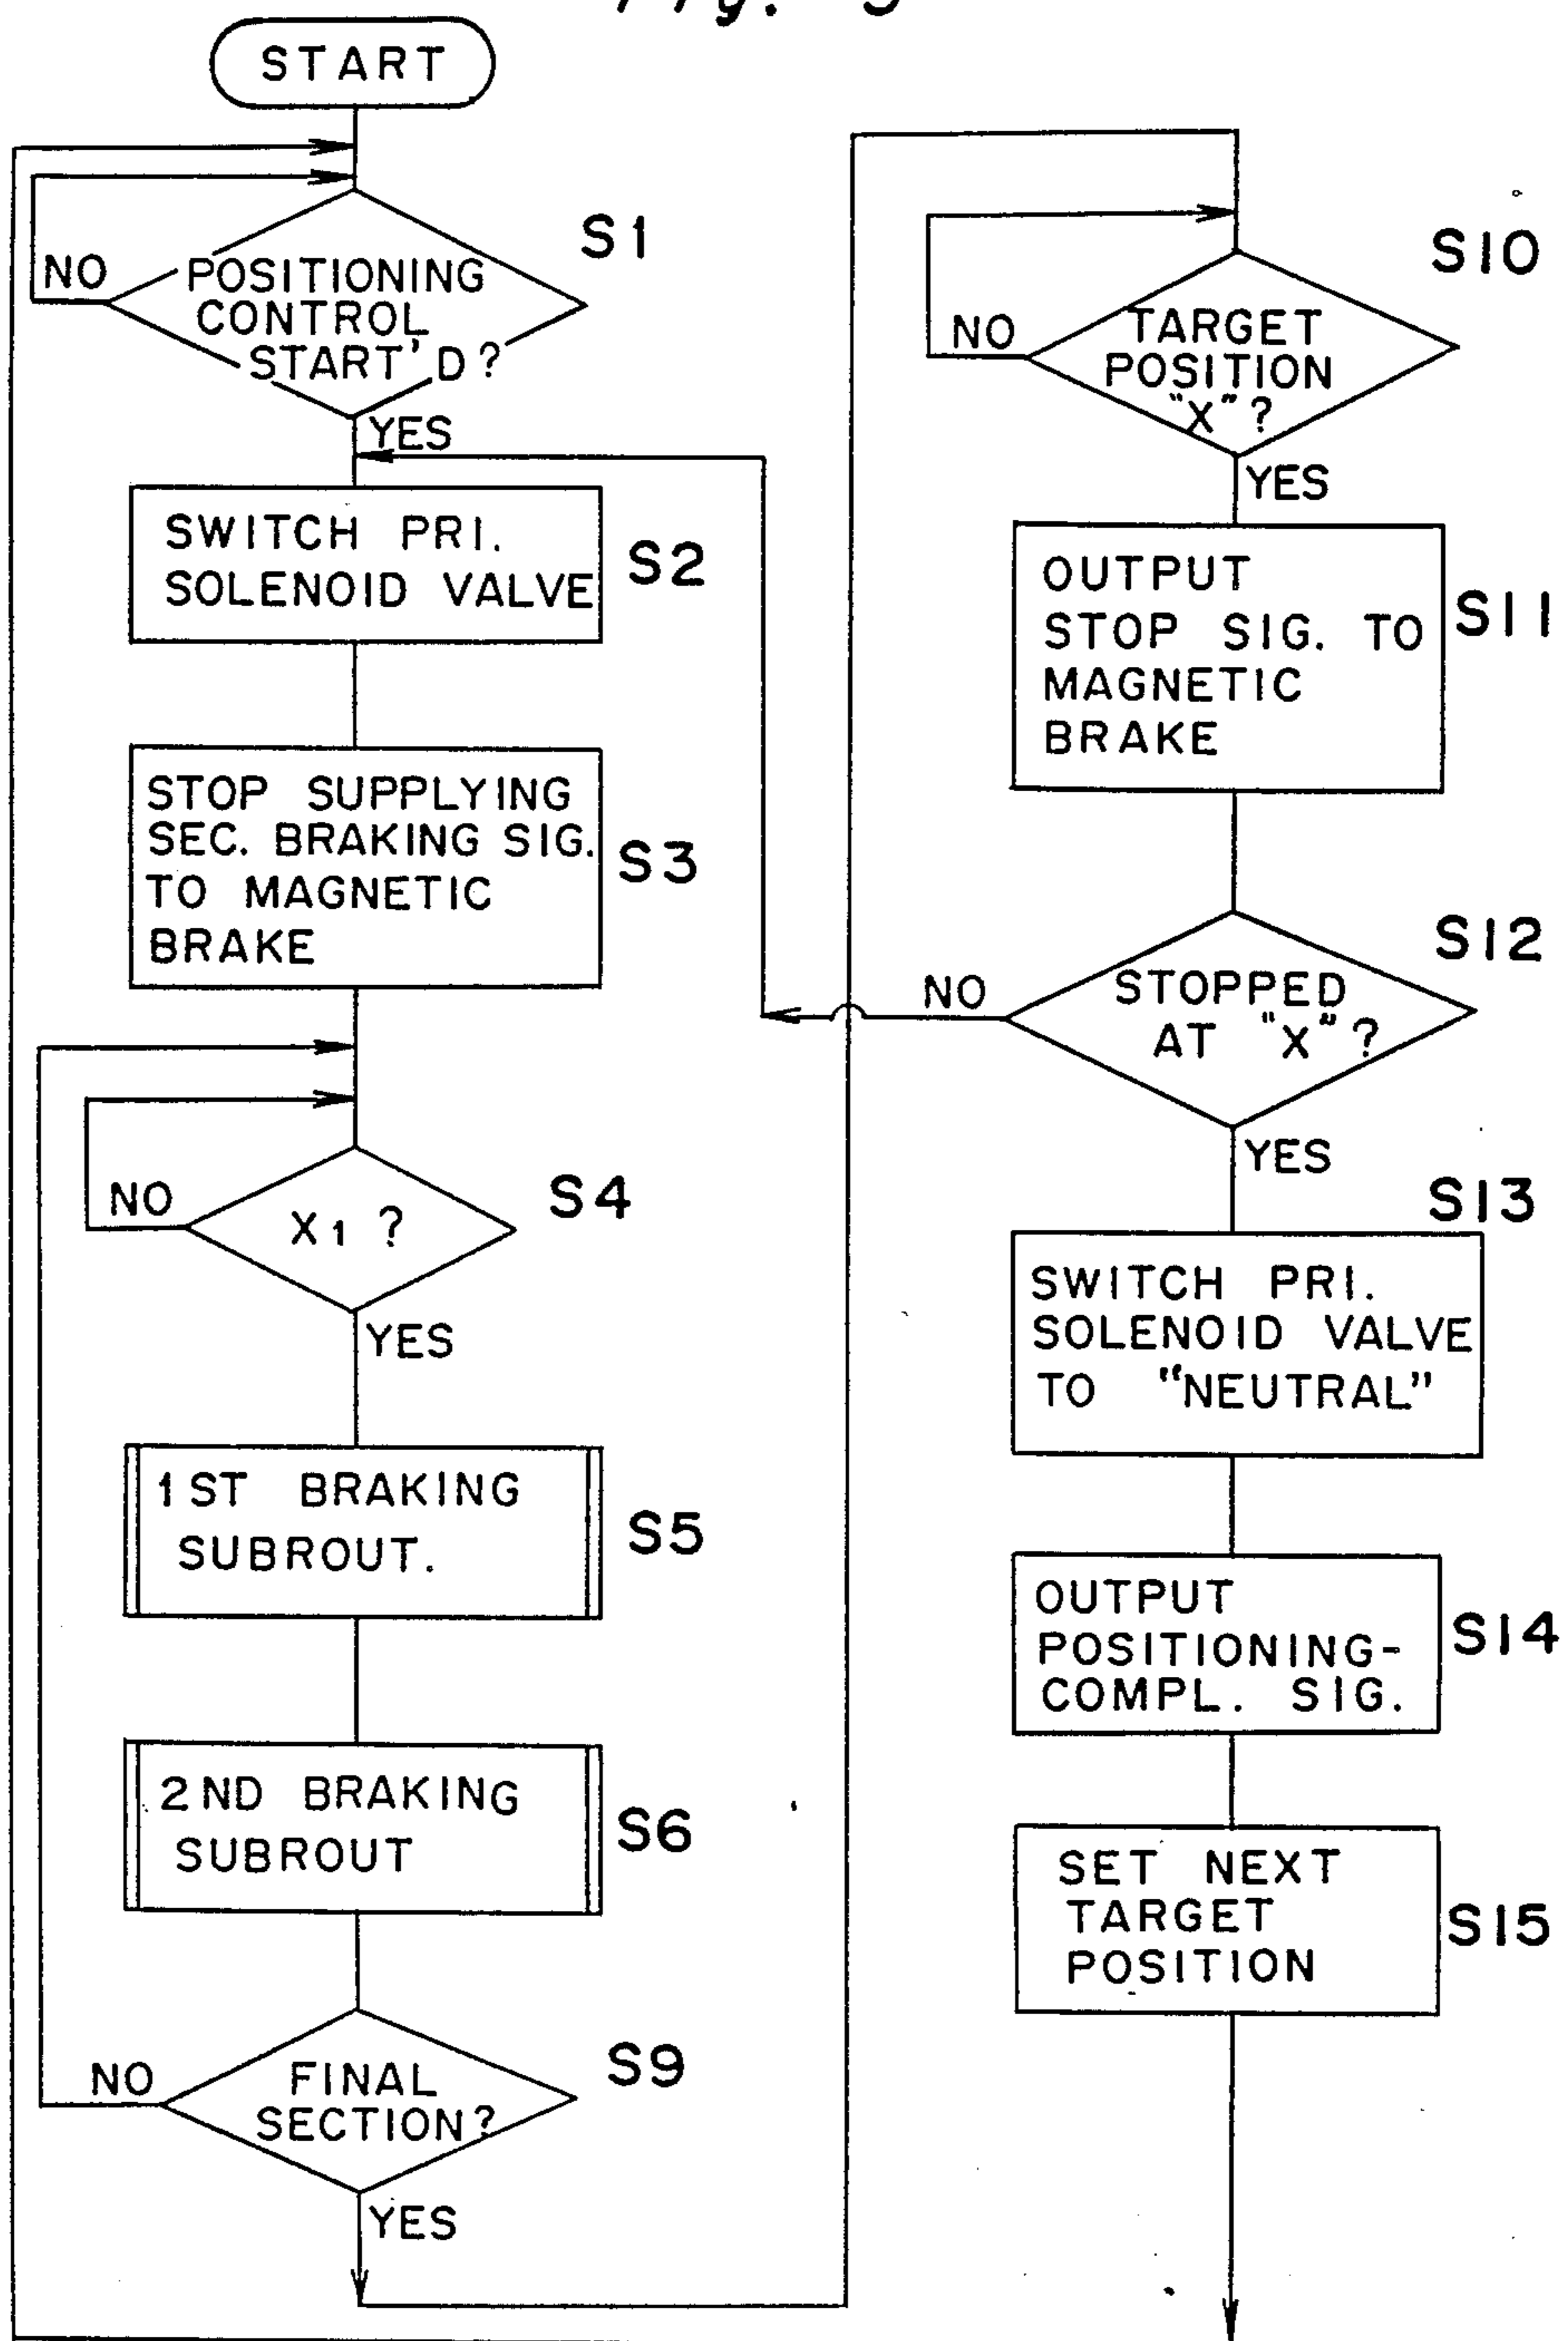 START
S1
NO
POSITIONING
CONTROL
START'D?
YES
SWITCH PRI.
SOLENOID VALVE
S2
STOP SUPPLYING
SEC. BRAKING SIG.
TO MAGNETIC
BRAKE
S3
NO
X1 ?
S4
YES
1ST BRAKING
SUBROUT.
S5
2ND BRAKING
SUBROUT
S6
NO
FINAL
SECTION?
S9
YES
S10
NO
TARGET
POSITION
"X"?
YES
OUTPUT
STOP SIG. TO
MAGNETIC
BRAKE
S11
S12
NO
STOPPED
AT "X"?
YES
S13
SWITCH PRI.
SOLENOID VALVE
TO "NEUTRAL"
OUTPUT
POSITIONING-
COMPL. SIG.
S14
SET NEXT
TARGET
POSITION
S15